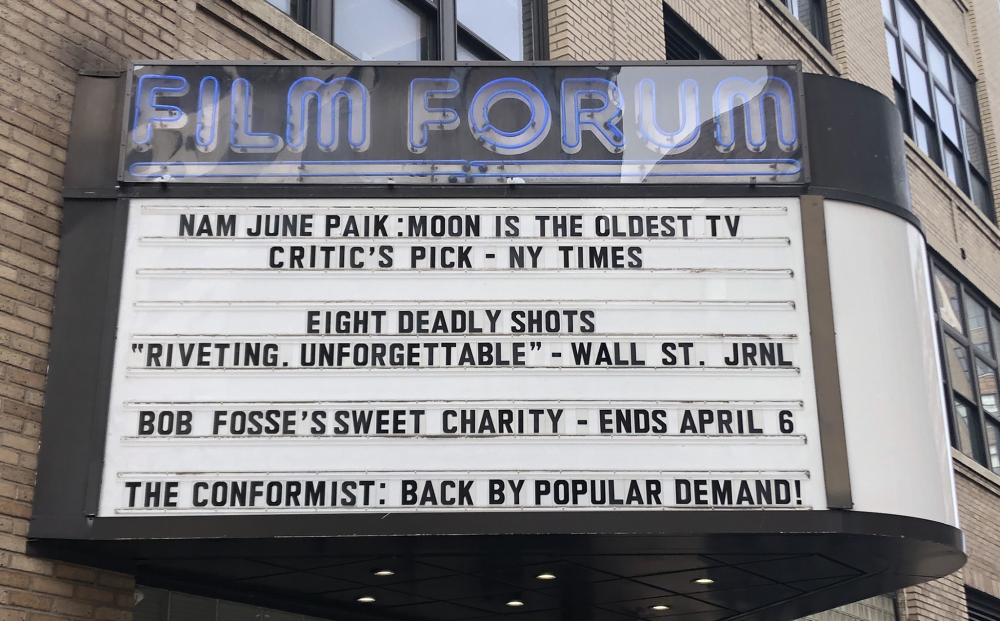 FILM FORUM
NAM JUNE PAIK:MOON IS THE OLDEST TV
CRITIC'S PICK - NY TIMES
EIGHT DEADLY SHOTS
"RIVETING. UNFORGETTABLE" - WALL ST. JRNL
BOB FOSSE'S SWEET CHARITY - ENDS APRIL 6
THE CONFORMIST: BACK BY POPULAR DEMAND!